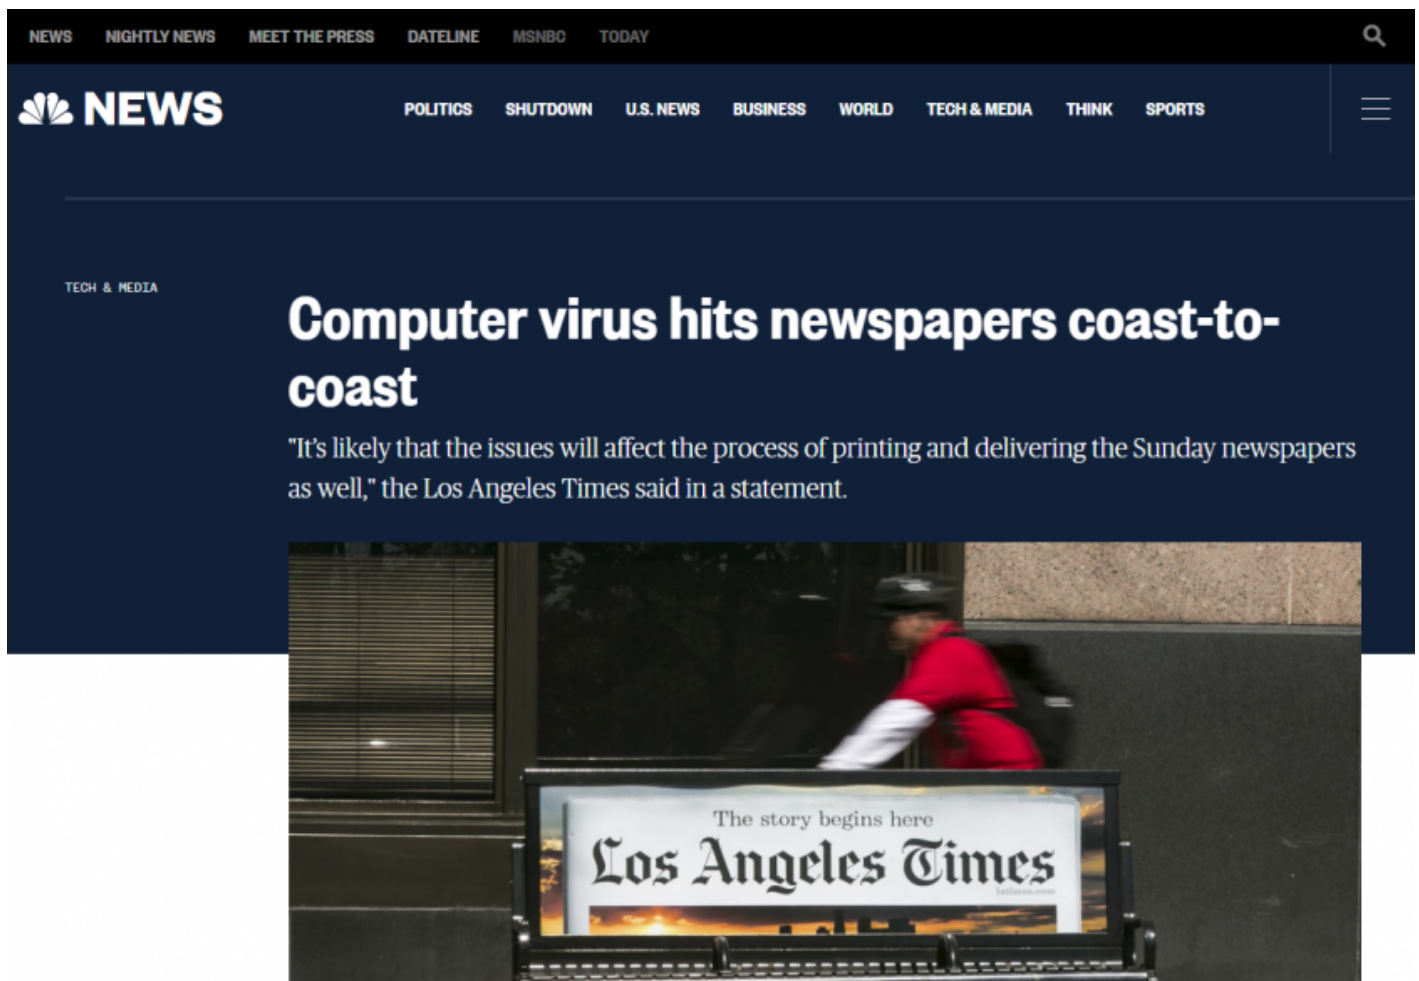 NEWS NIGHTLY NEWS MEET THE PRESS DATELINE MSNBC TODAY
NEWS POLITICS SHUTDOWN U.S. NEWS BUSINESS WORLD TECH & MEDIA THINK SPORTS
TECH & MEDIA
Computer virus hits newspapers coast-to-
coast
"It's likely that the issues will affect the process of printing and delivering the Sunday newspapers
as well," the Los Angeles Times said in a statement.
The story begins here
Los Angeles Times
latimes.com